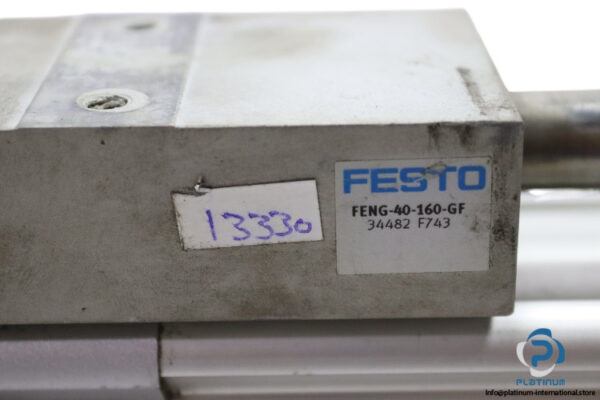 FESTO
FENG-40-160-GF
34482 F743
13330
PLATINUM
info@platinum-international.store